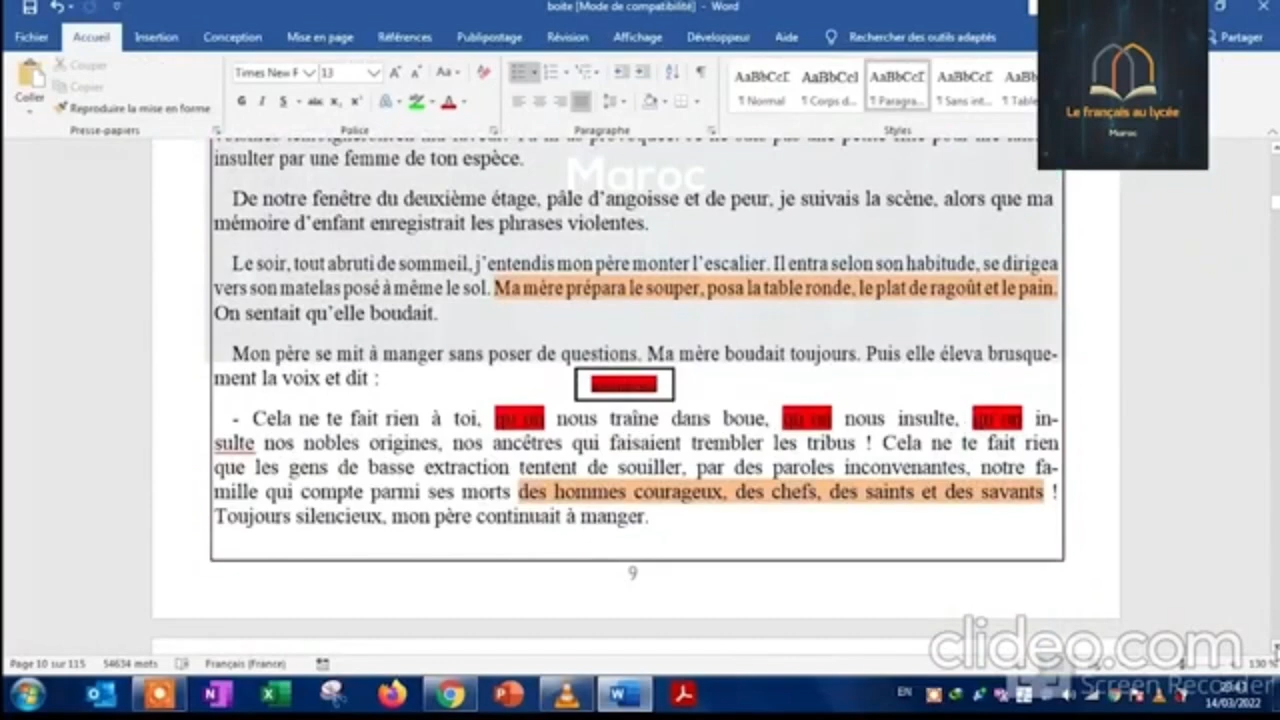 boite [Mode de compatibilité] - Word
Fichier Accueil Insertion Conception Mise en page Références Publipostage Révision Affichage Développeur Aide Rechercher des outils adaptés Partager
Couper
Copier
Coller
Reproduire la mise en forme
Presse-papiers
Times New F 13
G I S abc
Police
Paragraphe
AaBbCcI AaBbCcI AaBbCcI AaBbCcI AaBb
¶ Normal ¶ Corps d... ¶ Paragra... ¶ Sans int... ¶ Table
Styles
Le français au lycée
Maroc
Maroc
insulter par une femme de ton espèce.
De notre fenêtre du deuxième étage, pâle d'angoisse et de peur, je suivais la scène, alors que ma
mémoire d'enfant enregistrait les phrases violentes.
Le soir, tout abruti de sommeil, j'entendis mon père monter l'escalier. Il entra selon son habitude, se dirigea
vers son matelas posé à même le sol. Ma mère prépara le souper, posa la table ronde, le plat de ragoût et le pain.
On sentait qu'elle boudait.
Mon père se mit à manger sans poser de questions. Ma mère boudait toujours. Puis elle éleva brusque-
ment la voix et dit :
- Cela ne te fait rien à toi, qu'on nous traîne dans boue, qu'on nous insulte, qu'on in-
sulte nos nobles origines, nos ancêtres qui faisaient trembler les tribus ! Cela ne te fait rien
que les gens de basse extraction tentent de souiller, par des paroles inconvenantes, notre fa-
mille qui compte parmi ses morts des hommes courageux, des chefs, des saints et des savants !
Toujours silencieux, mon père continuait à manger.
9
clideo.com
Page 10 sur 115 54634 mots Français (France) 130 %
Screen Recorder
EN
14/03/2022